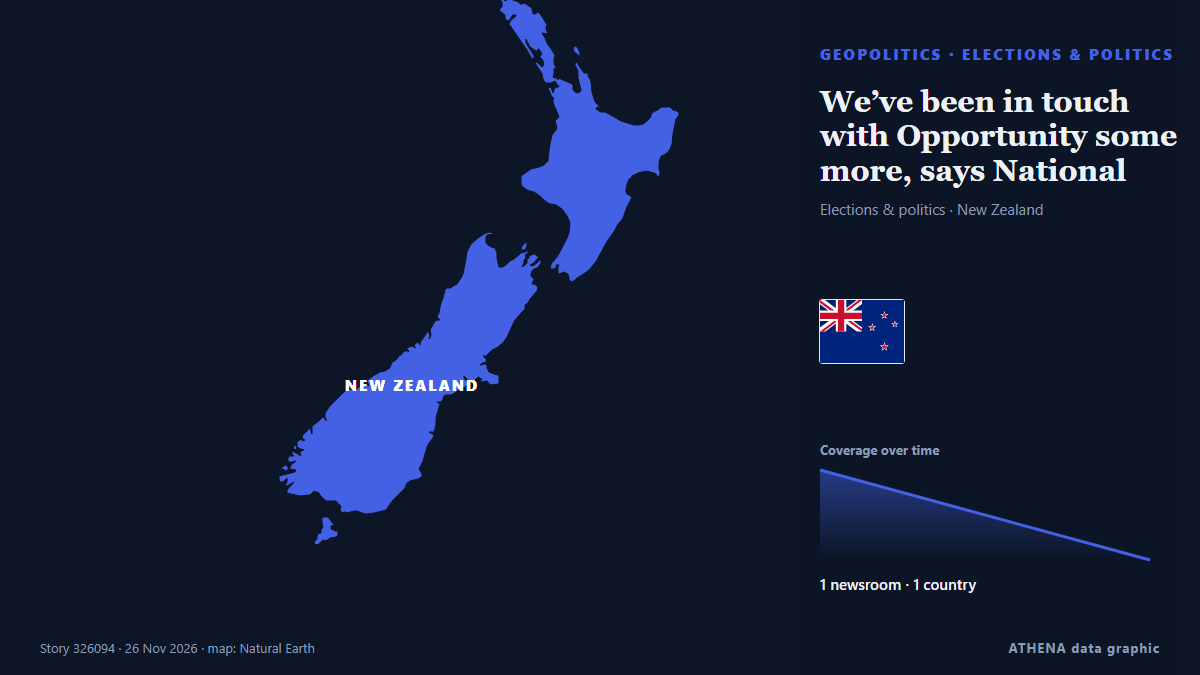 GEOPOLITICS · ELECTIONS & POLITICS
We’ve been in touch
with Opportunity some
more, says National
Elections & politics · New Zealand
NEW ZEALAND
Coverage over time
1 newsroom · 1 country
Story 326094 · 26 Nov 2026 · map: Natural Earth
ATHENA data graphic